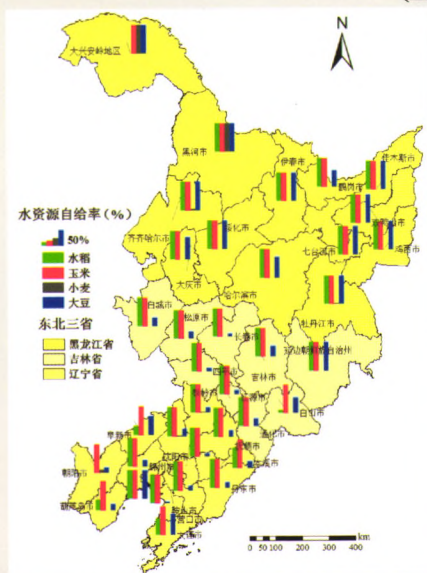 N
大兴安岭地区
黑河市
伊春市
佳木斯市
鹤岗市
水资源自给率(%)
50%
水稻
玉米
小麦
大豆
东北三省
黑龙江省
吉林省
辽宁省
齐齐哈尔市
绥化市
七台河市
鸡西市
大庆市
哈尔滨市
牡丹江市
白城市
松原市
长春市
延边朝鲜族自治州
吉林市
四平市
白山市
通化市
铁岭市
阜新市
沈阳市
朝阳市
锦州市
丹东市
葫芦岛市
鞍山市
营口市
大连市
km
0 50 100 200 300 400